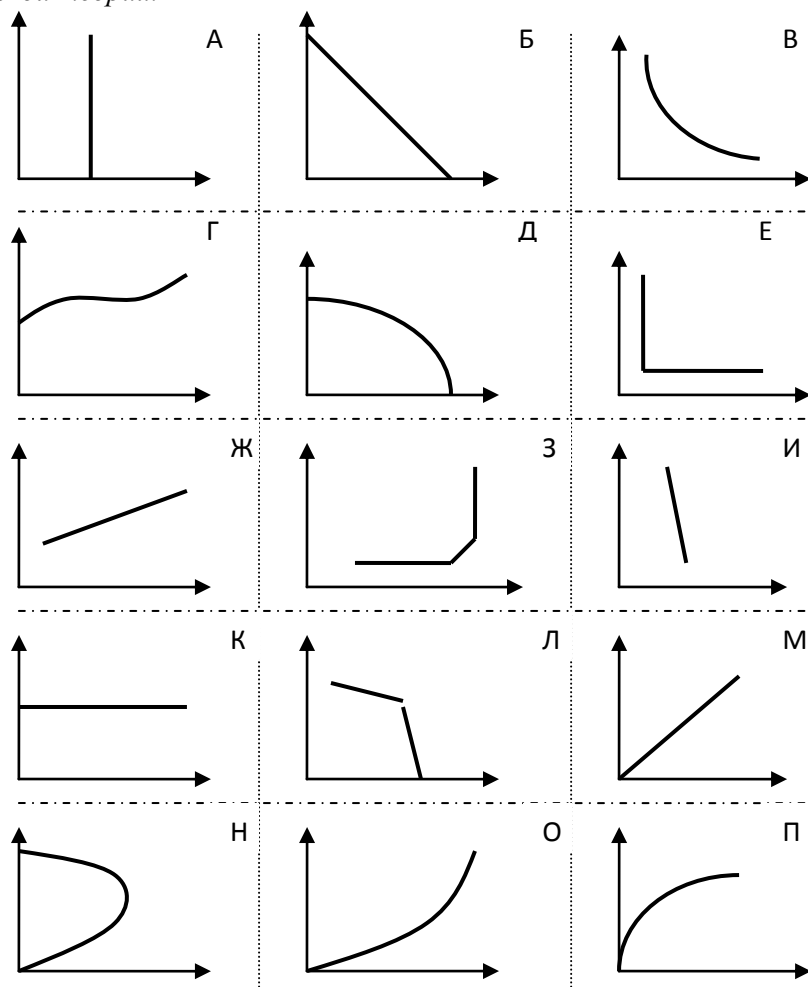 А Б В
Г Д Е
Ж З И
К Л М
Н О П